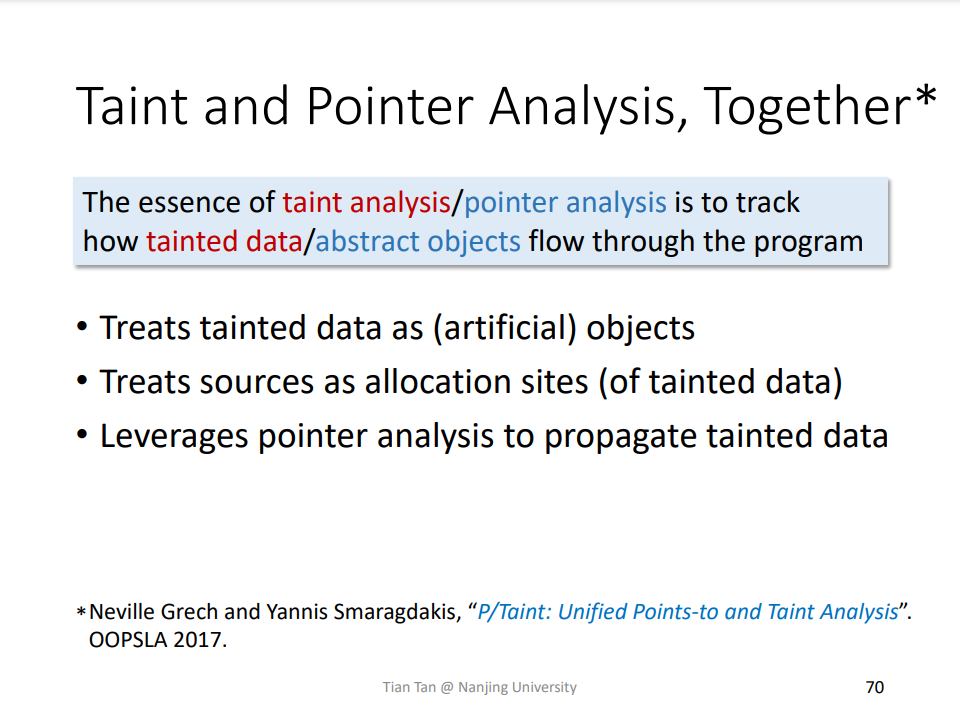 Taint and Pointer Analysis, Together*
The essence of taint analysis/pointer analysis is to track
how tainted data/abstract objects flow through the program
• Treats tainted data as (artificial) objects
• Treats sources as allocation sites (of tainted data)
• Leverages pointer analysis to propagate tainted data
*Neville Grech and Yannis Smaragdakis, “P/Taint: Unified Points-to and Taint Analysis”.
OOPSLA 2017.
Tian Tan @ Nanjing University
70